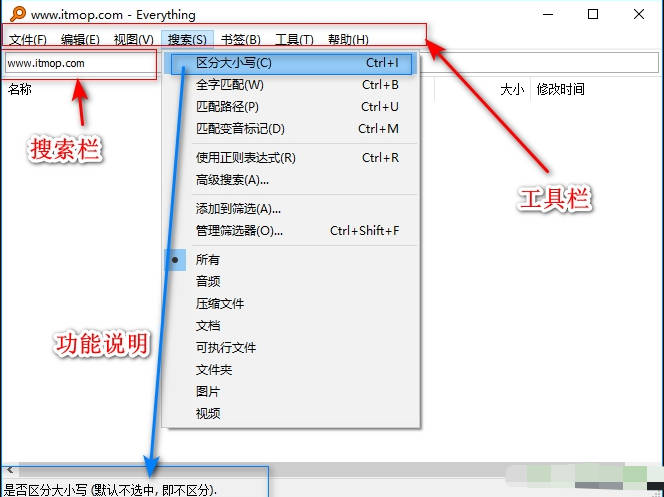 www.itmop.com - Everything
文件(F) 编辑(E) 视图(V) 搜索(S) 书签(B) 工具(T) 帮助(H)
www.itmop.com
名称 大小 修改时间
区分大小写(C) Ctrl+I
全字匹配(W) Ctrl+B
匹配路径(P) Ctrl+U
匹配变音标记(D) Ctrl+M
使用正则表达式(R) Ctrl+R
高级搜索(A)...
添加到筛选(A)...
管理筛选器(O)... Ctrl+Shift+F
所有
音频
压缩文件
文档
可执行文件
文件夹
图片
视频
搜索栏
工具栏
功能说明
是否区分大小写 (默认不选中, 即不区分).